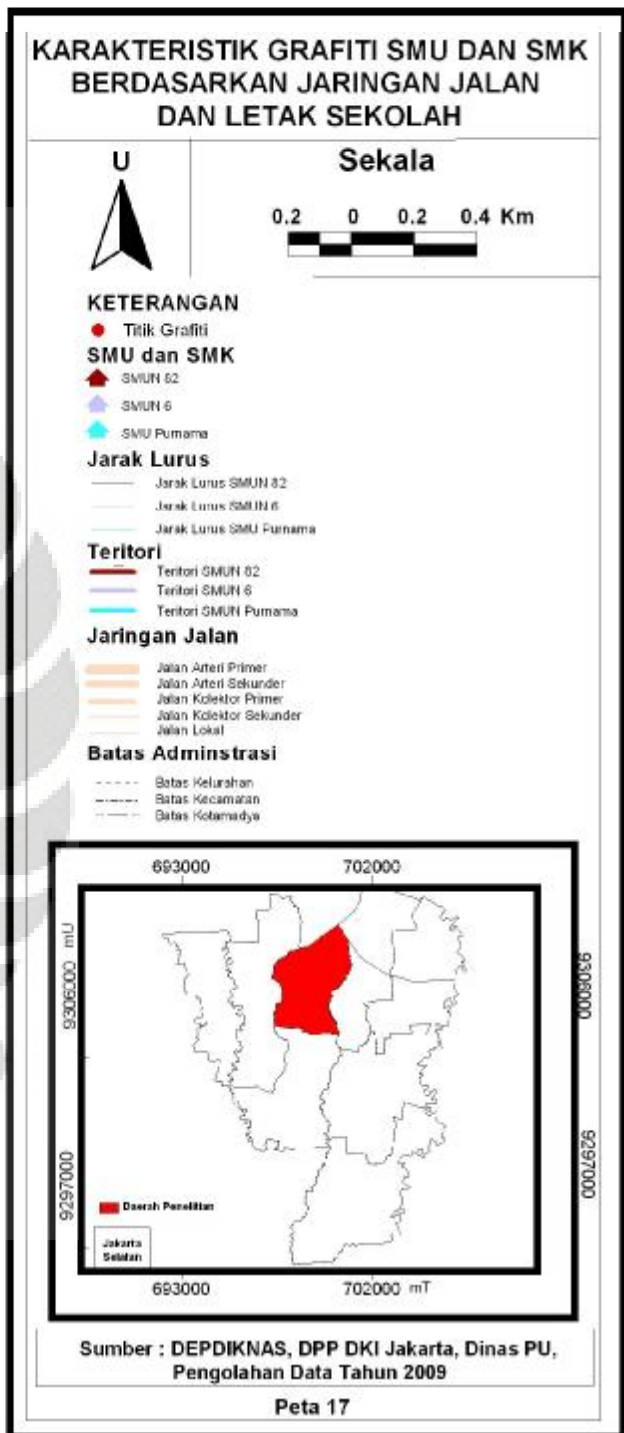 KARAKTERISTIK GRAFITI SMU DAN SMK
BERDASARKAN JARINGAN JALAN
DAN LETAK SEKOLAH
U
Sekala
0.2 0 0.2 0.4 Km
KETERANGAN
Titik Grafiti
SMU dan SMK
SMUN 82
SMUN 6
SMU Purnama
Jarak Lurus
Jarak Lurus SMUN 82
Jarak Lurus SMUN 6
Jarak Lurus SMU Purnama
Teritori
Teritori SMUN 82
Teritori SMUN 6
Teritori SMUN Purnama
Jaringan Jalan
Jalan Arteri Primer
Jalan Arteri Sekunder
Jalan Kolektor Primer
Jalan Kolektor Sekunder
Jalan Lokal
Batas Adminstrasi
Batas Kelurahan
Batas Kecamatan
Batas Kotamadya
693000 702000
9306000 mU
9306000
9297000
9297000
Daerah Penelitian
Jakarta
Selatan
693000 702000 mT
Sumber : DEPDIKNAS, DPP DKI Jakarta, Dinas PU,
Pengolahan Data Tahun 2009
Peta 17